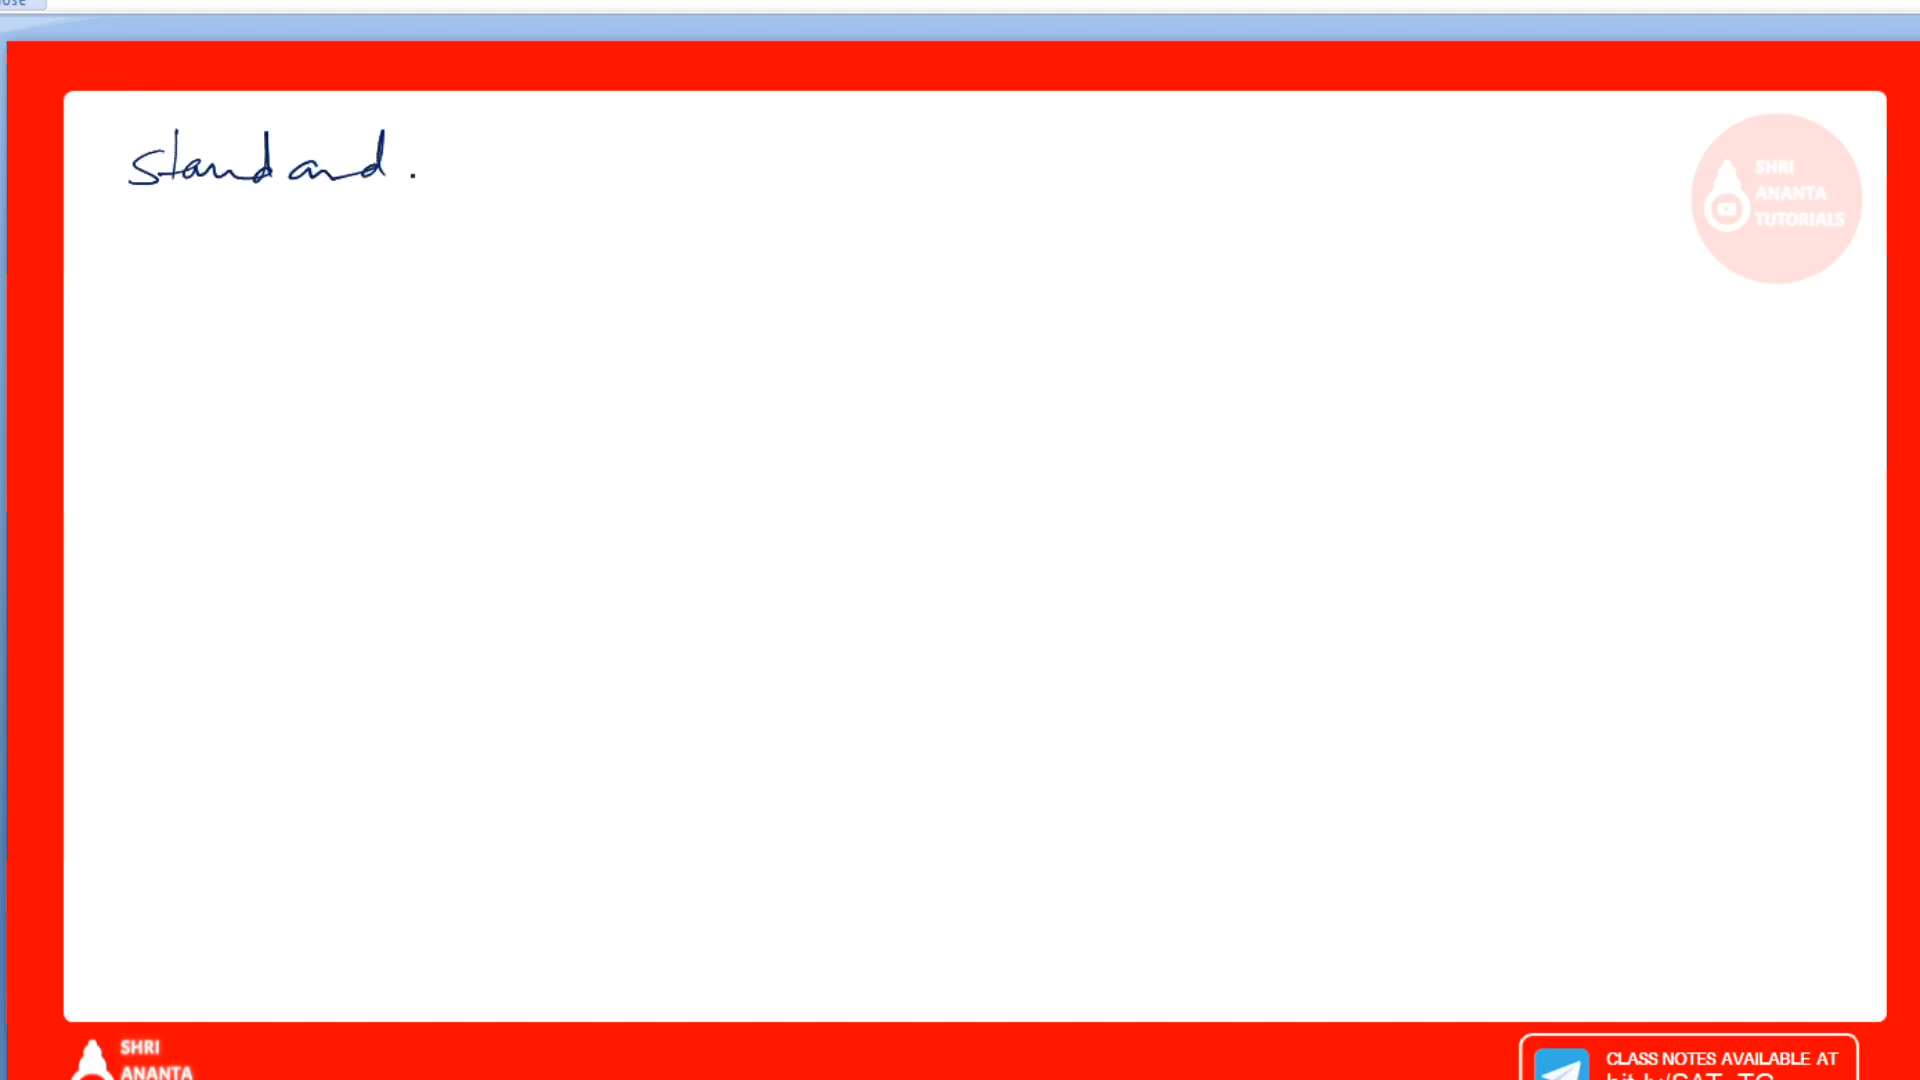 standard.
SHRI
ANANTA
TUTORIALS
SHRI
ANANTA
CLASS NOTES AVAILABLE AT